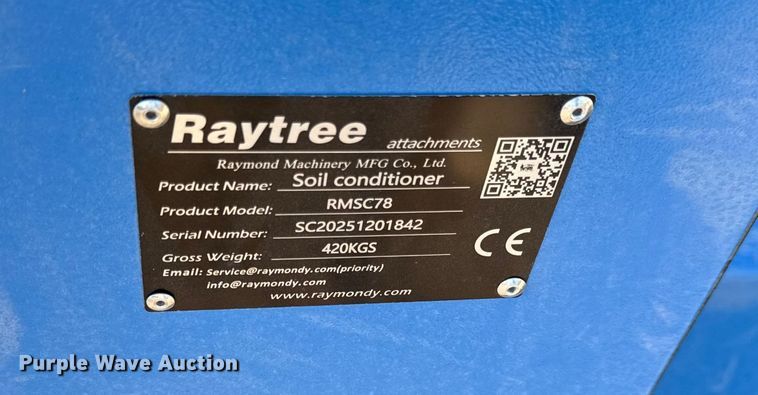 Raytree attachments
Raymond Machinery MFG Co., Ltd.
Product Name: Soil conditioner
Product Model: RMSC78
Serial Number: SC20251201842
Gross Weight: 420KGS
CE
Email: Service@raymondy.com(priority)
info@raymondy.com
www.raymondy.com
Purple Wave Auction